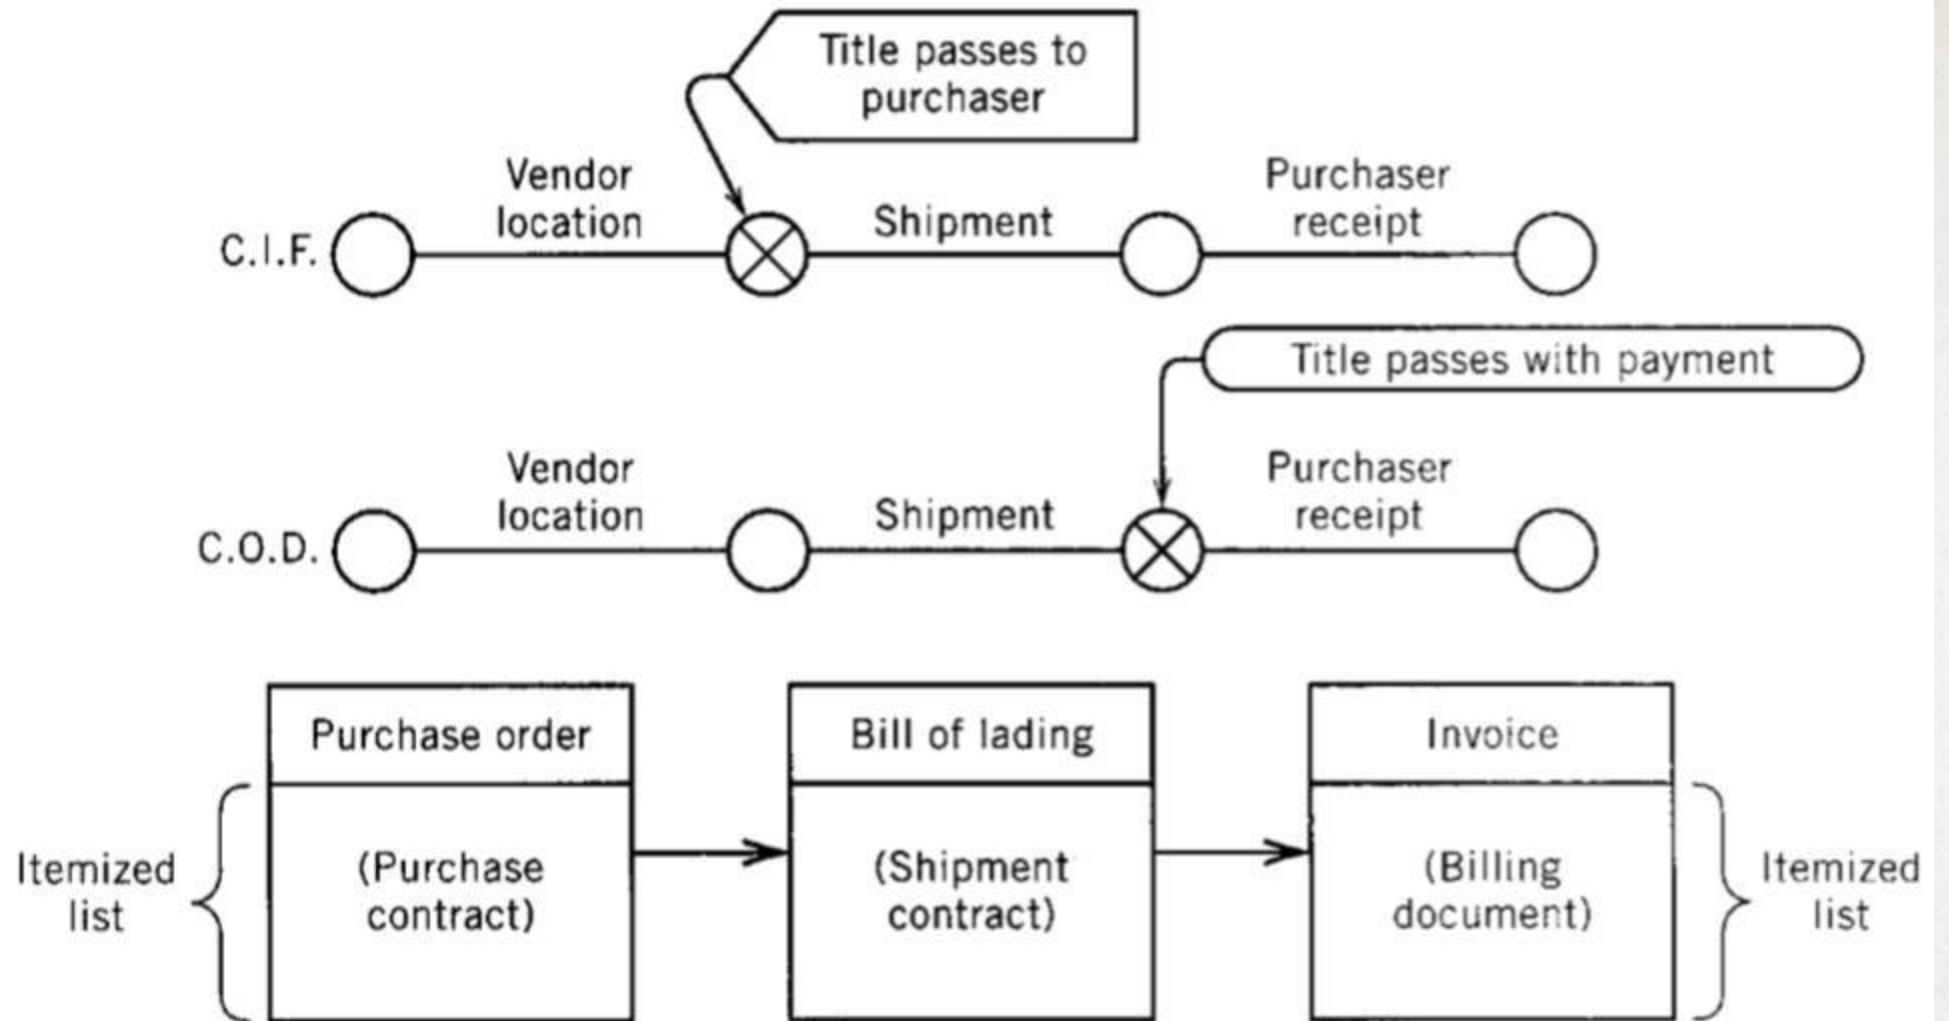 Title passes to
purchaser
Vendor
location
Shipment
Purchaser
receipt
C.I.F.
Title passes with payment
Vendor
location
Shipment
Purchaser
receipt
C.O.D.
Purchase order
Bill of lading
Invoice
Itemized
list
(Purchase
contract)
(Shipment
contract)
(Billing
document)
Itemized
list